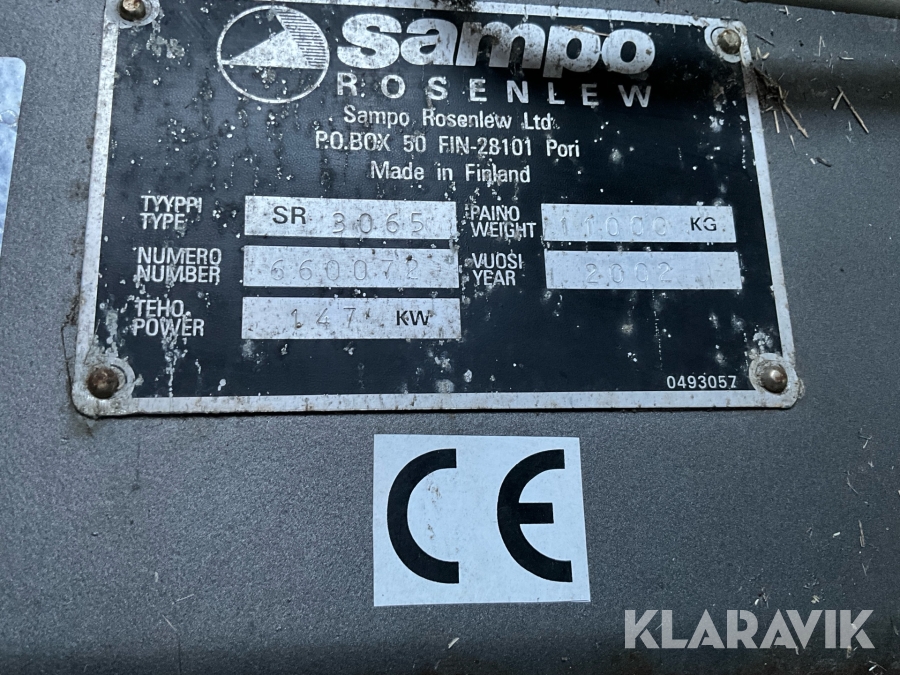 sampo
ROSENLEW
Sampo Rosenlew Ltd.
P.O.BOX 50 FIN-28101 Pori
Made in Finland
TYYPPI
TYPE
SR 3065
PAINO
WEIGHT
11000 KG
NUMERO
NUMBER
660072
VUOSI
YEAR
2002
TEHO
POWER
147 KW
0493057
CE
KLARAVIK